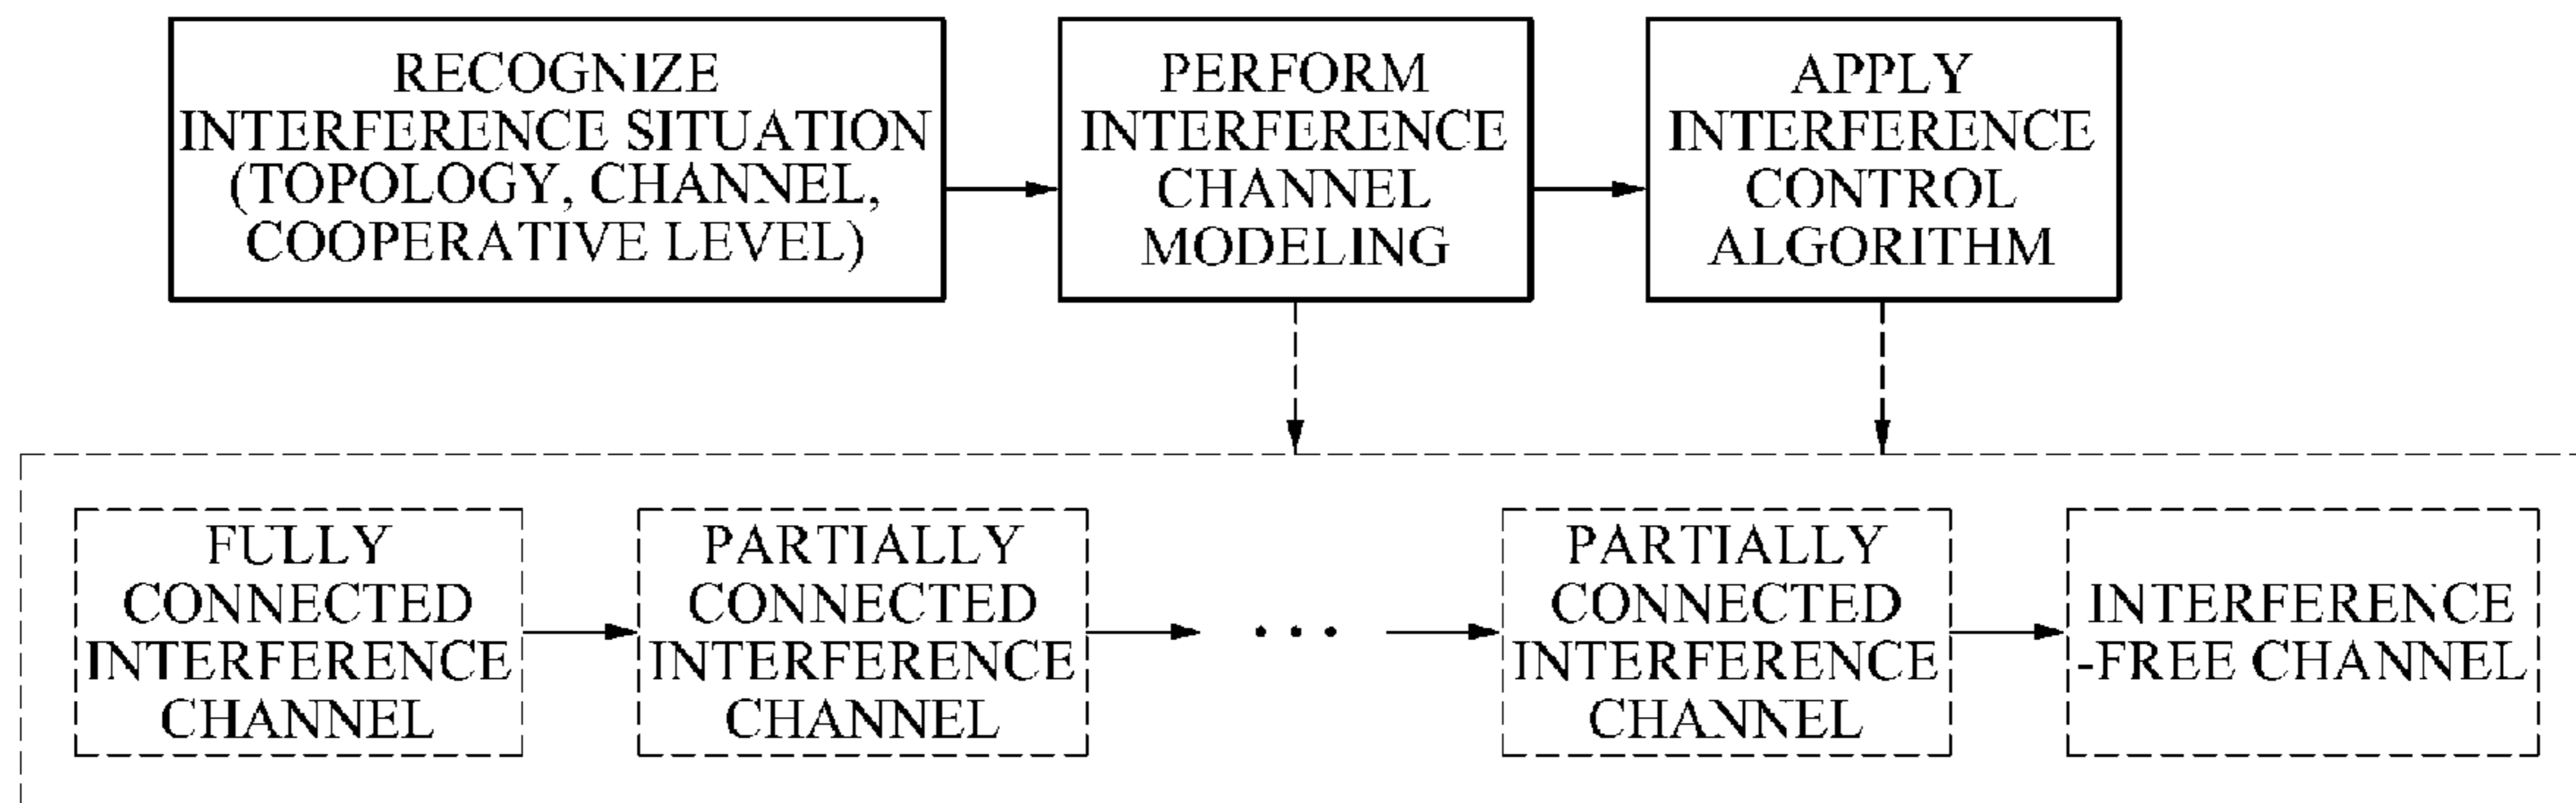 RECOGNIZE
INTERFERENCE SITUATION
(TOPOLOGY, CHANNEL,
COOPERATIVE LEVEL)
PERFORM
INTERFERENCE
CHANNEL
MODELING
APPLY
INTERFERENCE
CONTROL
ALGORITHM
FULLY
CONNECTED
INTERFERENCE
CHANNEL
PARTIALLY
CONNECTED
INTERFERENCE
CHANNEL
• • •
PARTIALLY
CONNECTED
INTERFERENCE
CHANNEL
INTERFERENCE
-FREE CHANNEL